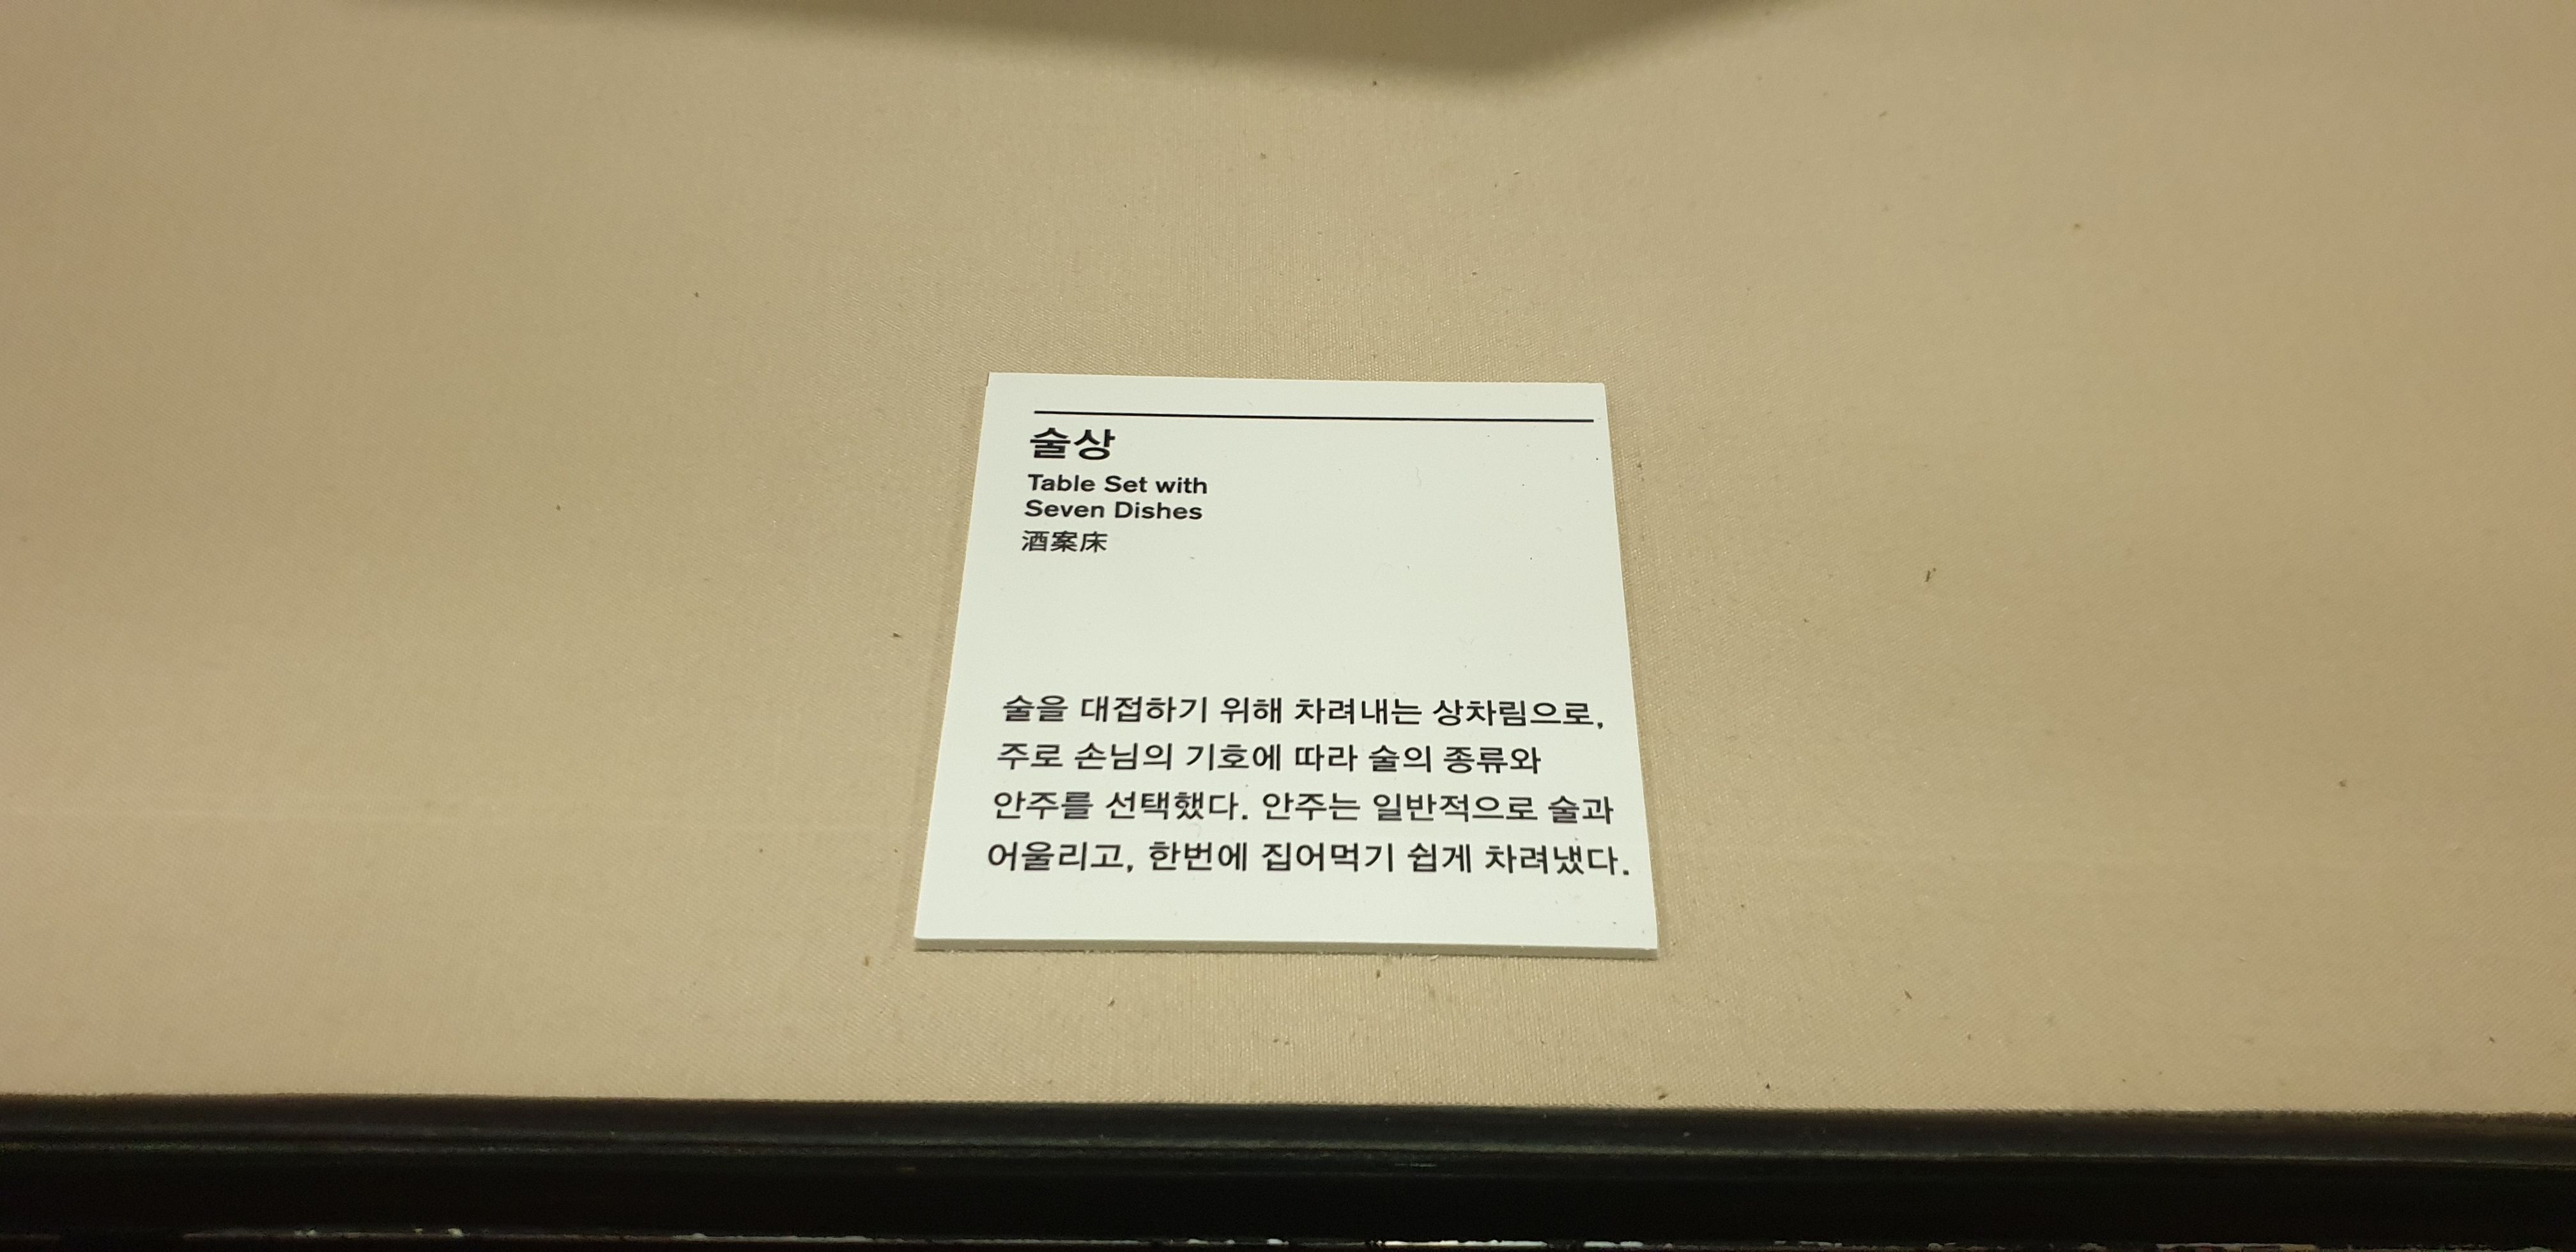 술상
Table Set with
Seven Dishes
酒案床
술을 대접하기 위해 차려내는 상차림으로,
주로 손님의 기호에 따라 술의 종류와
안주를 선택했다. 안주는 일반적으로 술과
어울리고, 한번에 집어먹기 쉽게 차려냈다.